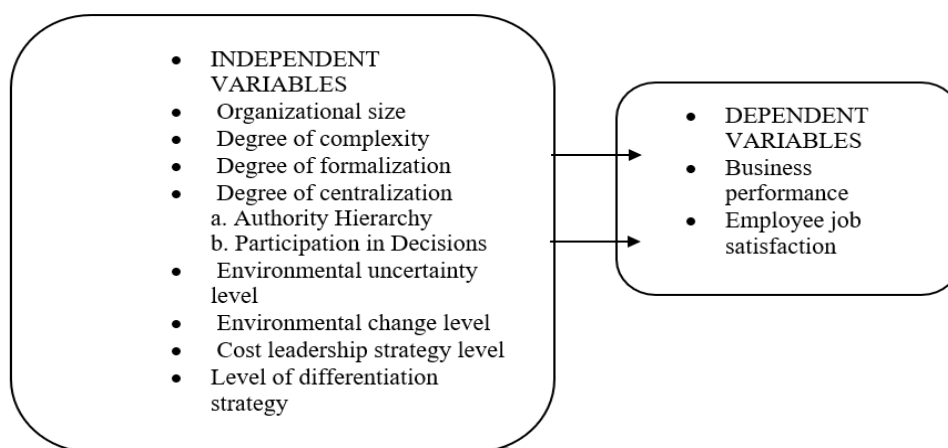 • INDEPENDENT
VARIABLES
• Organizational size
• Degree of complexity
• Degree of formalization
• Degree of centralization
a. Authority Hierarchy
b. Participation in Decisions
• Environmental uncertainty
level
• Environmental change level
• Cost leadership strategy level
• Level of differentiation
strategy
• DEPENDENT
VARIABLES
• Business
performance
• Employee job
satisfaction